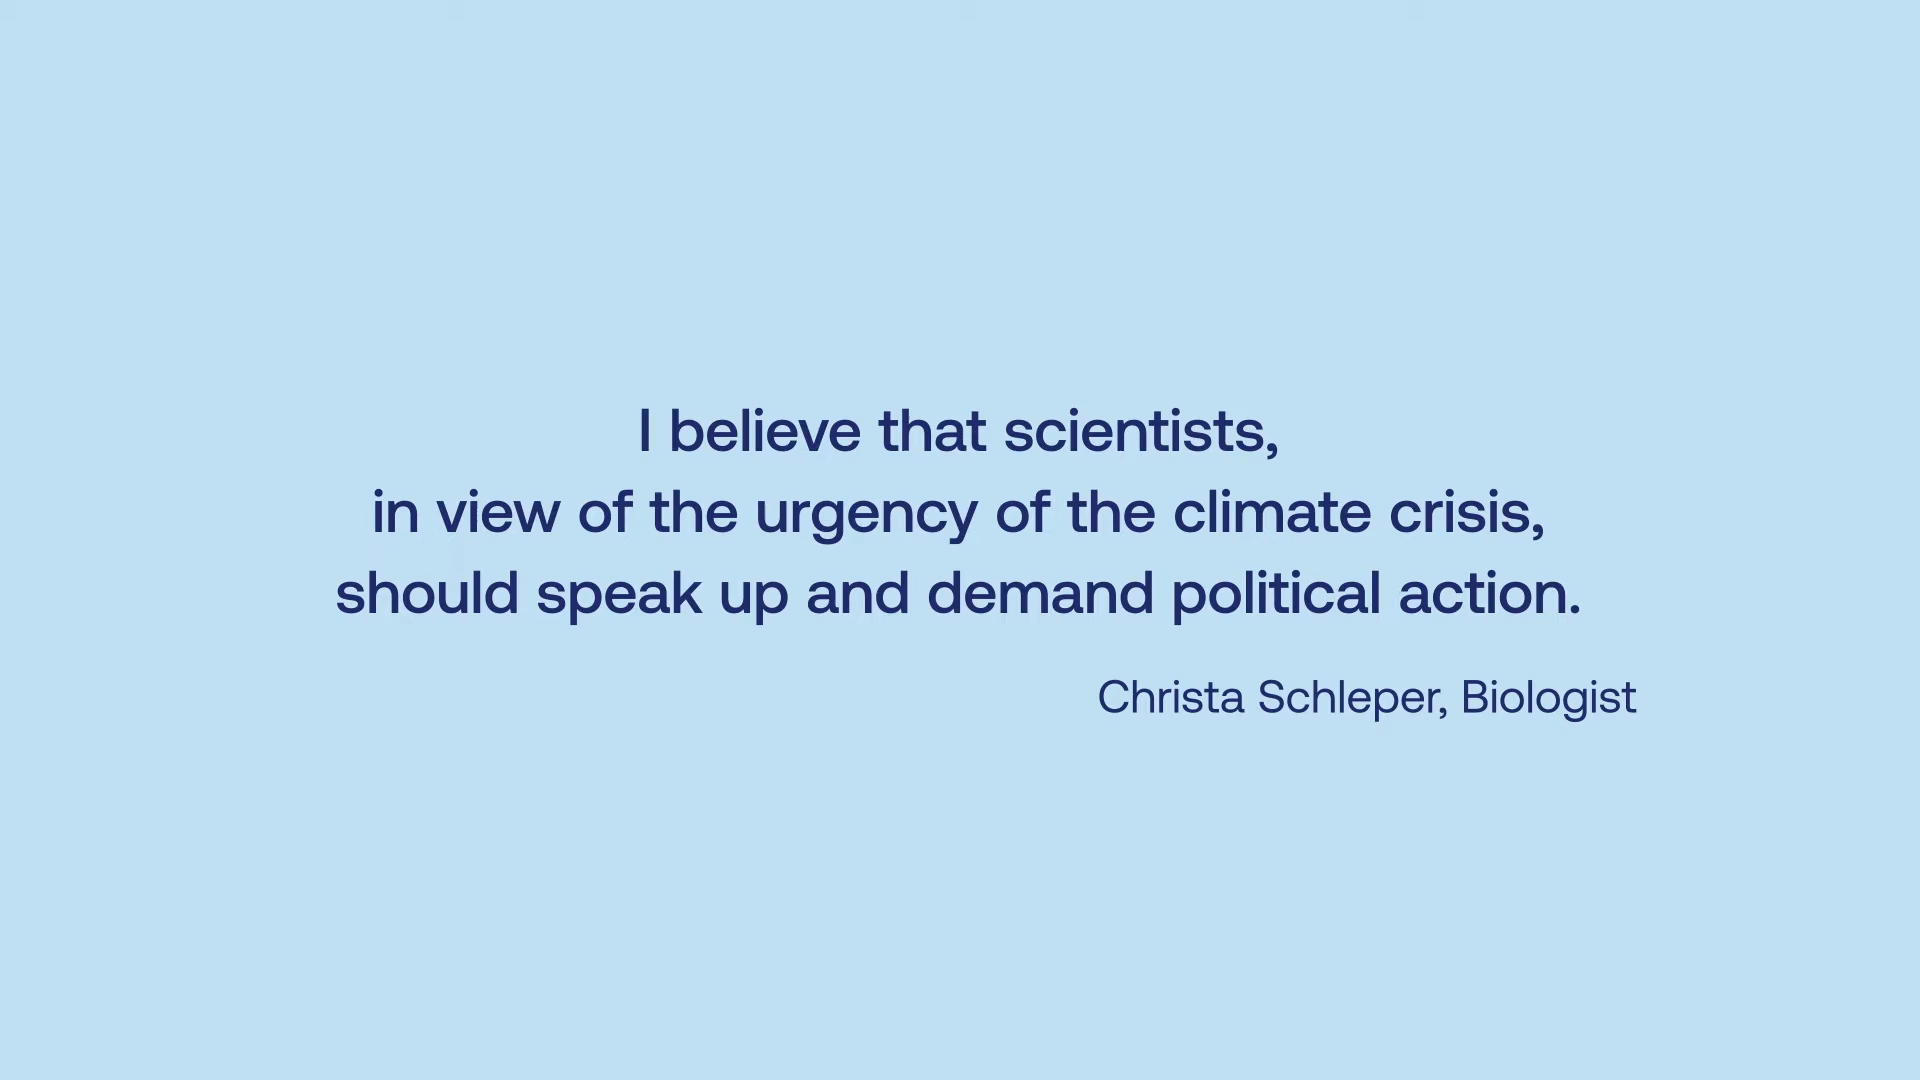 I believe that scientists,
in view of the urgency of the climate crisis,
should speak up and demand political action.
Christa Schleper, Biologist